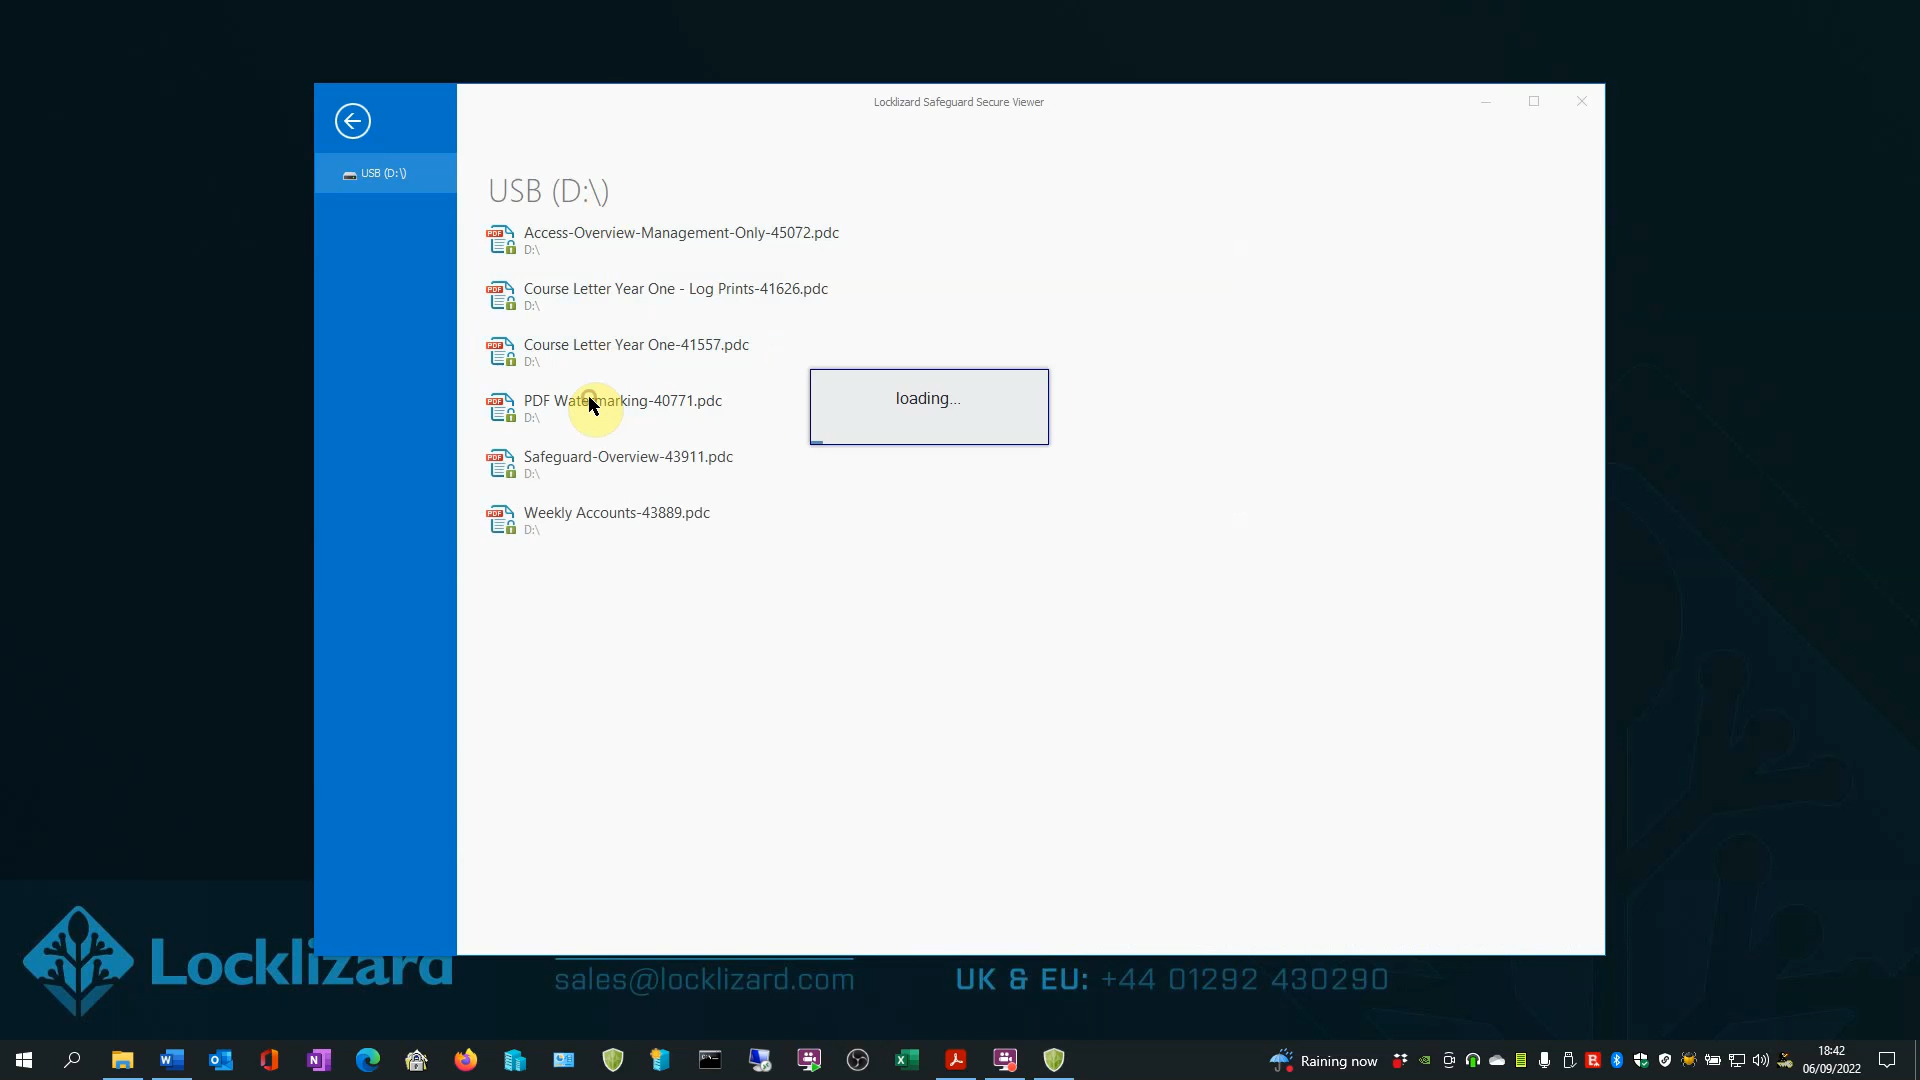 Locklizard Safeguard Secure Viewer
USB (D:\)
USB (D:\)
Access-Overview-Management-Only-45072.pdc
D:\
Course Letter Year One - Log Prints-41626.pdc
D:\
Course Letter Year One-41557.pdc
D:\
PDF Watermarking-40771.pdc
D:\
loading...
Safeguard-Overview-43911.pdc
D:\
Weekly Accounts-43889.pdc
D:\
Locklizard
sales@locklizard.com
UK & EU: +44 01292 430290
Raining now
18:42
06/09/2022